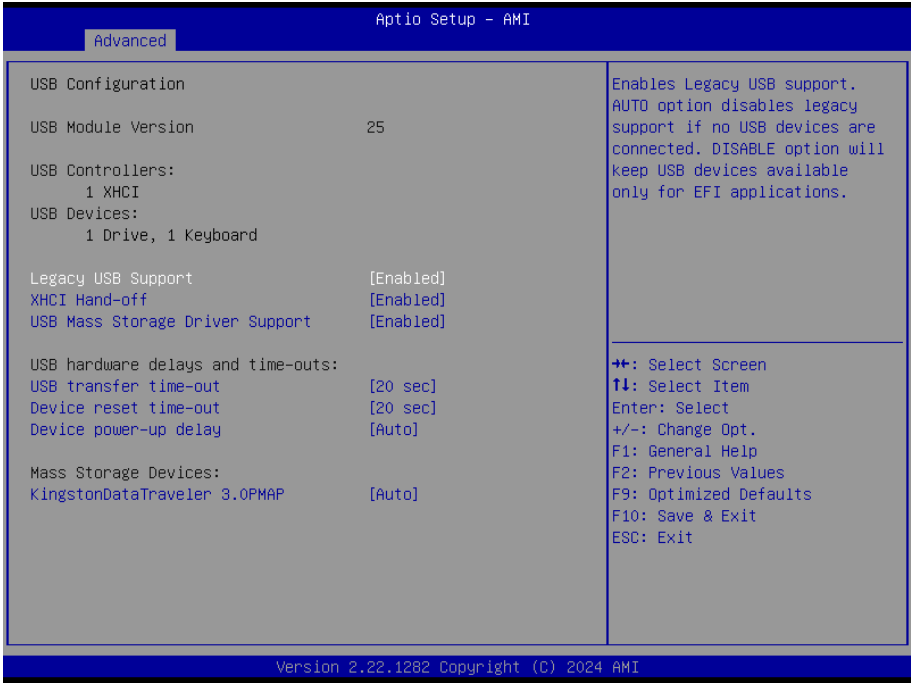 Aptio Setup – AMI
Advanced
USB Configuration
USB Module Version 25
USB Controllers:
1 XHCI
USB Devices:
1 Drive, 1 Keyboard
Legacy USB Support [Enabled]
XHCI Hand-off [Enabled]
USB Mass Storage Driver Support [Enabled]
USB hardware delays and time-outs:
USB transfer time-out [20 sec]
Device reset time-out [20 sec]
Device power-up delay [Auto]
Mass Storage Devices:
KingstonDataTraveler 3.0PMAP [Auto]
Enables Legacy USB support.
AUTO option disables legacy
support if no USB devices are
connected. DISABLE option will
keep USB devices available
only for EFI applications.
→←: Select Screen
↑↓: Select Item
Enter: Select
+/-: Change Opt.
F1: General Help
F2: Previous Values
F9: Optimized Defaults
F10: Save & Exit
ESC: Exit
Version 2.22.1282 Copyright (C) 2024 AMI